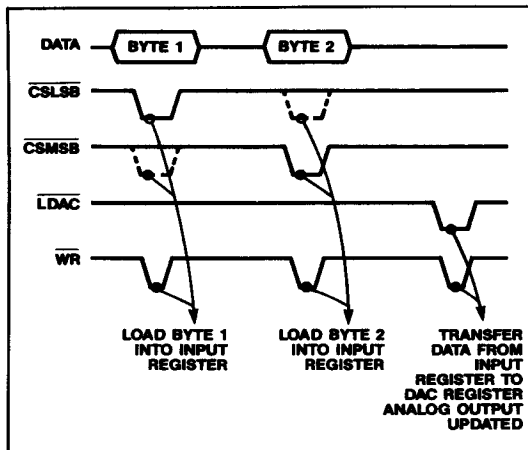 DATA
BYTE 1
BYTE 2
CSLSB
CSMSB
LDAC
WR
LOAD BYTE 1
INTO INPUT
REGISTER
LOAD BYTE 2
INTO INPUT
REGISTER
TRANSFER
DATA FROM
INPUT
REGISTER TO
DAC REGISTER
ANALOG OUTPUT
UPDATED